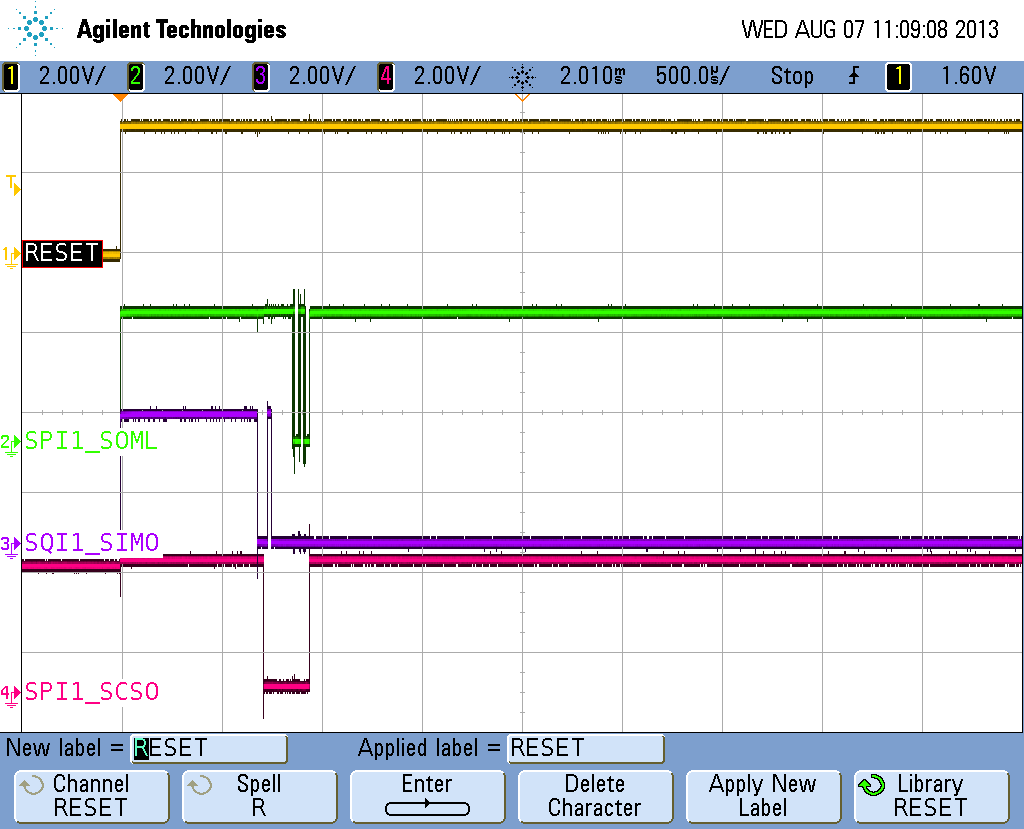 Agilent Technologies
WED AUG 07 11:09:08 2013
1 2.00V/ 2 2.00V/ 3 2.00V/ 4 2.00V/ 2.010ms 500.0µs/ Stop 1 1.60V
T
1 RESET
2 SPI1_SOML
3 SQI1_SIMO
4 SPI1_SCSO
New label = RESET Applied label = RESET
Channel
RESET
Spell
R
Enter
Delete
Character
Apply New
Label
Library
RESET